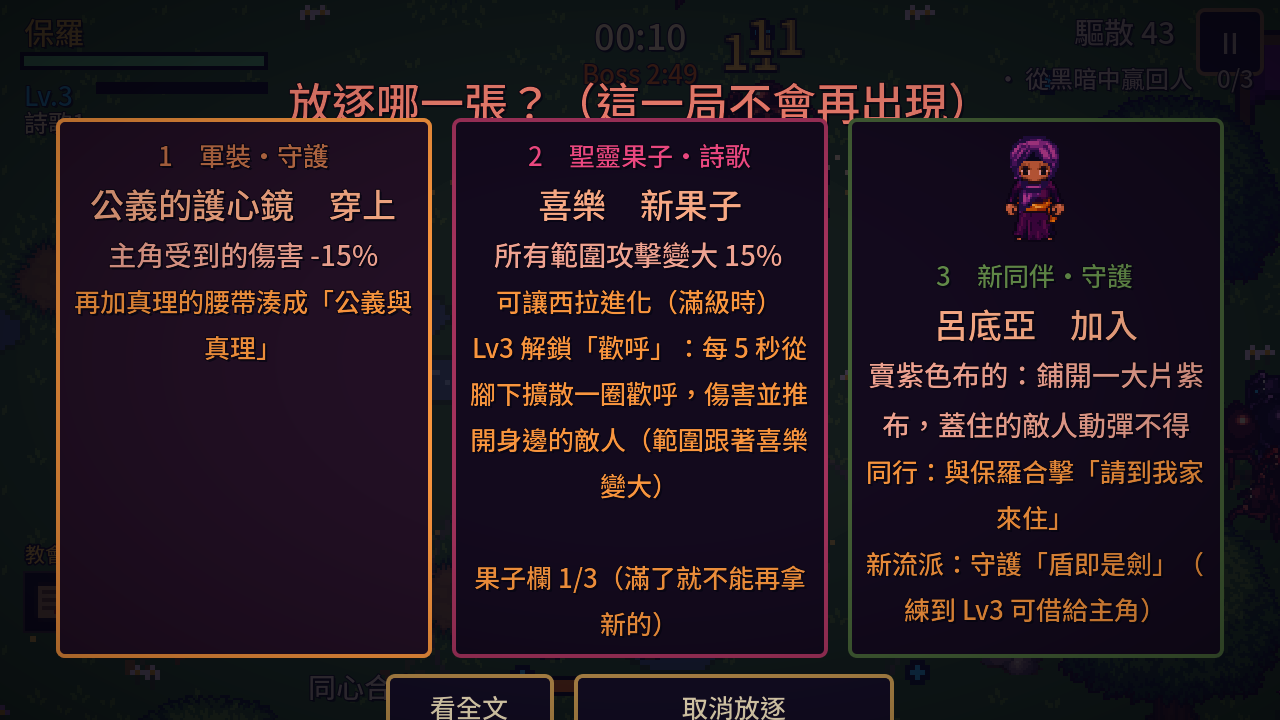 保羅
00:10
111
驅散 43
Boss 2:49
· 從黑暗中贏回人 0/3
Lv.3
詩歌
放逐哪一張？（這一局不會再出現）
1 軍裝・守護
公義的護心鏡 穿上
主角受到的傷害 -15%
再加真理的腰帶湊成「公義與
真理」
2 聖靈果子・詩歌
喜樂 新果子
所有範圍攻擊變大 15%
可讓西拉進化（滿級時）
Lv3 解鎖「歡呼」：每 5 秒從
腳下擴散一圈歡呼，傷害並推
開身邊的敵人（範圍跟著喜樂
變大）
果子欄 1/3（滿了就不能再拿
新的）
3 新同伴・守護
呂底亞 加入
賣紫色布的：鋪開一大片紫
布，蓋住的敵人動彈不得
同行：與保羅合擊「請到我家
來住」
新流派：守護「盾即是劍」（
練到 Lv3 可借給主角）
教會
同心合
看全文
取消放逐